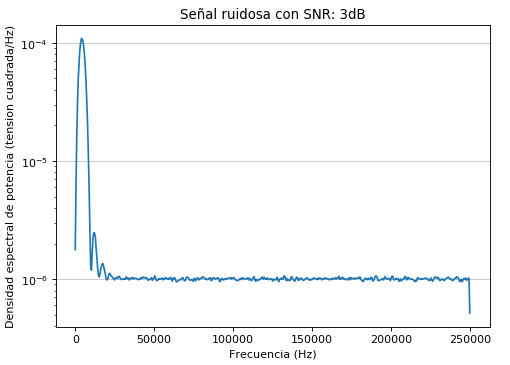 Señal ruidosa con SNR: 3dB
Densidad espectral de potencia (tension cuadrada/Hz)
10⁻⁴
10⁻⁵
10⁻⁶
0 50000 100000 150000 200000 250000
Frecuencia (Hz)